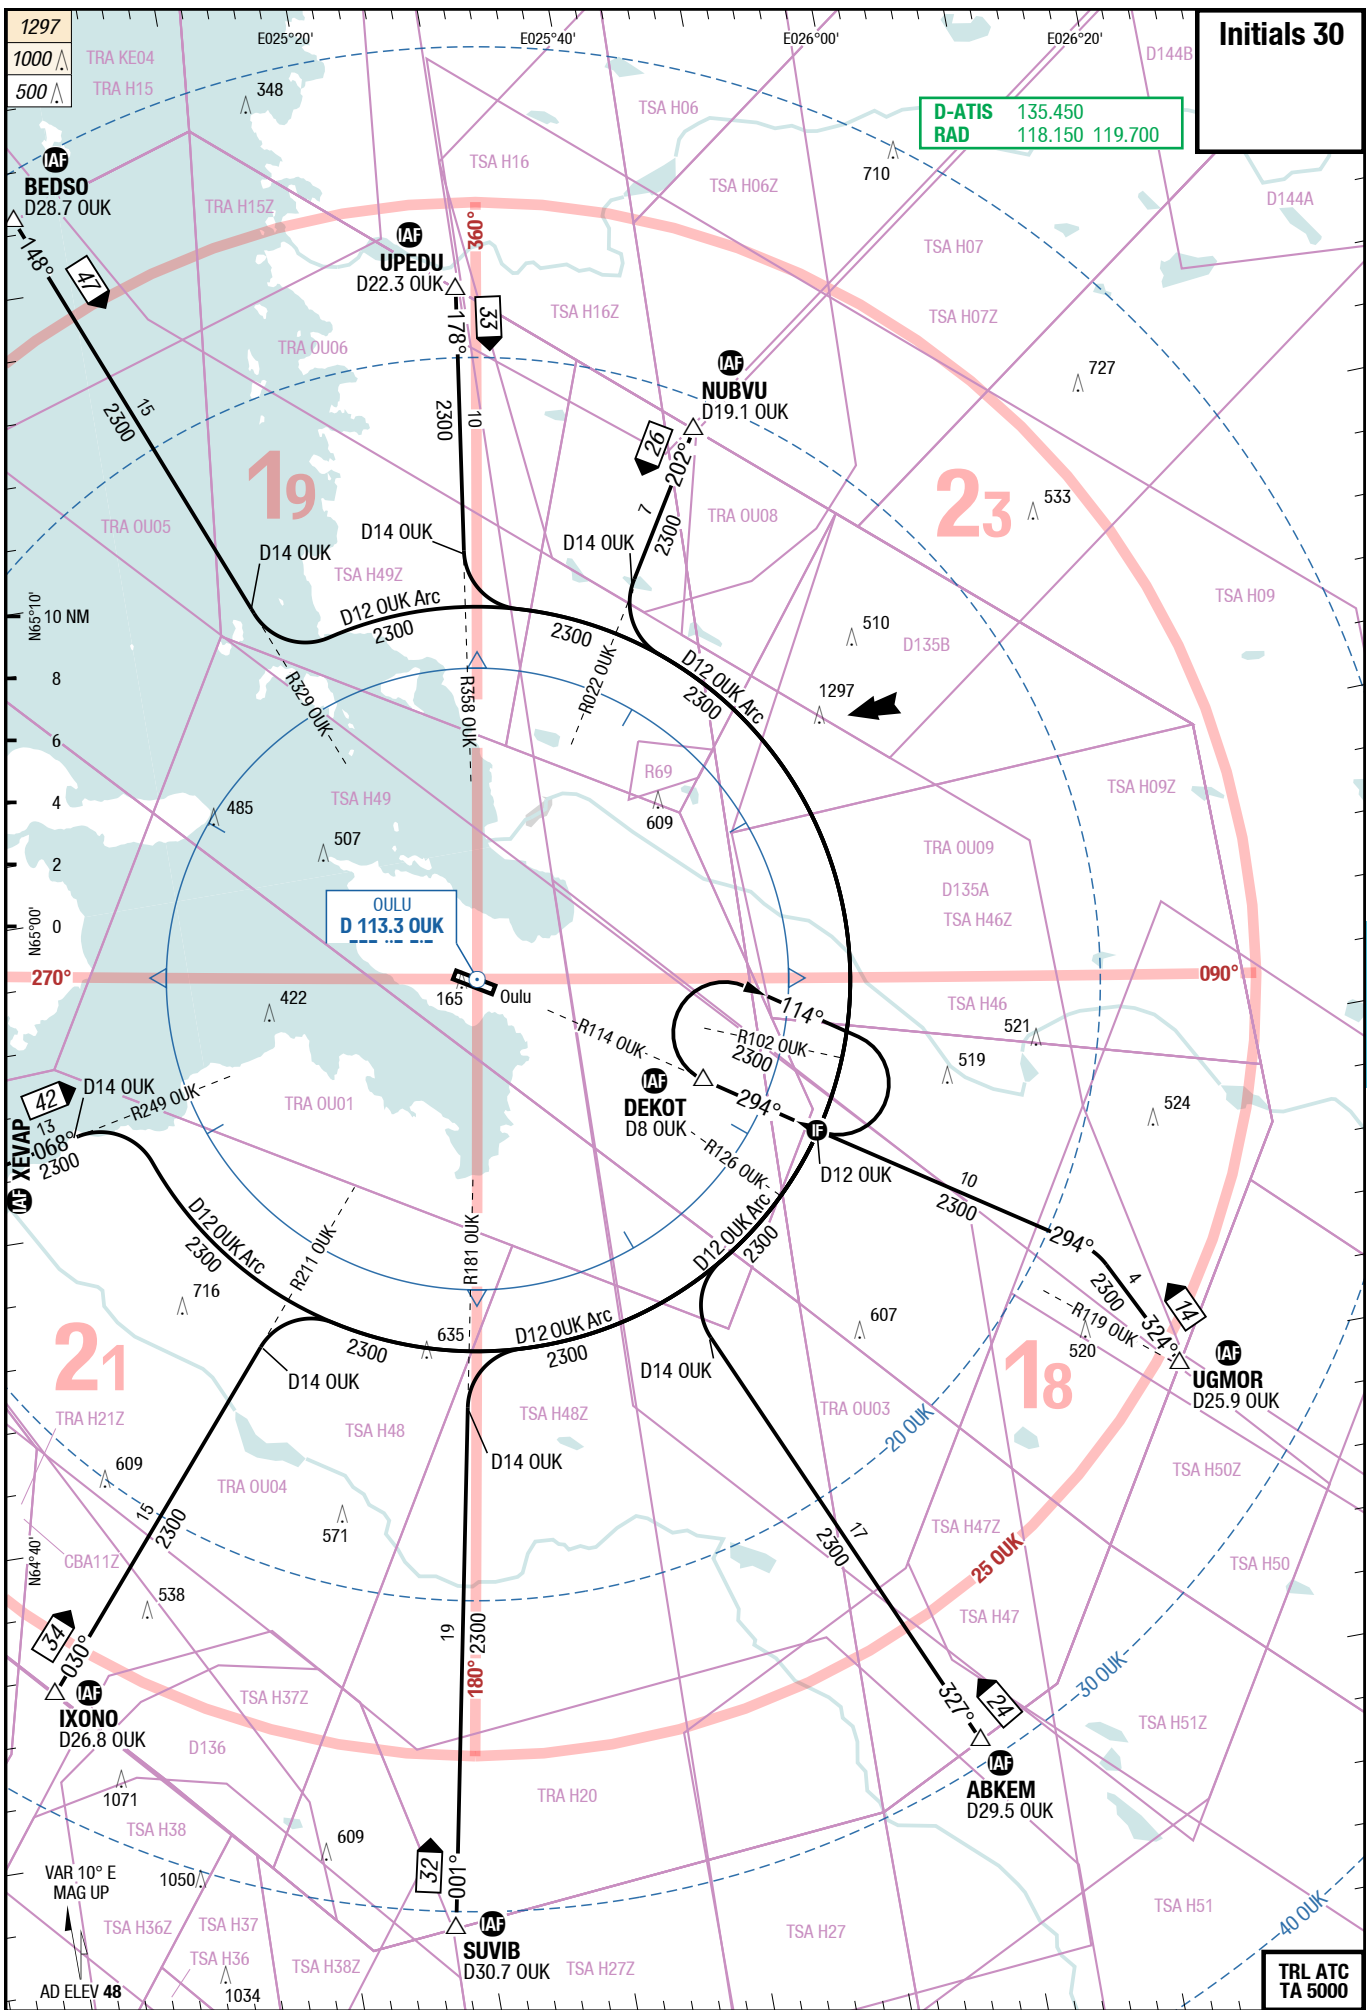 1297
1000
500
E025°20'
E025°40'
E026°00'
E026°20'
Initials 30
D-ATIS 135.450
RAD 118.150 119.700
TRA KE04
TRA H15
348
TSA H06
D144B
IAF
BEDSO
D28.7 OUK
TSA H16
TSA H06Z
710
D144A
TRA H15Z
148°
47
IAF
UPEDU
D22.3 OUK
360°
TSA H07
178°
33
TSA H16Z
TSA H07Z
TRA OU06
IAF
NUBVU
D19.1 OUK
727
15
2300
2300
10
26
202°
19
23
533
TRA OU05
D14 OUK
D14 OUK
7
2300
D14 OUK
TRA OU08
TSA H49Z
N65°10'
10 NM
D12 OUK Arc
2300
2300
TSA H09
510
D135B
8
R329 OUK
R358 OUK
R022 OUK
D12 OUK Arc
2300
1297
6
R69
TSA H09Z
4
485
TSA H49
609
507
2
TRA OU09
D135A
TSA H46Z
N65°00'
0
OULU
D 113.3 OUK
270°
090°
165
Oulu
422
114°
TSA H46
R114 OUK
R102 OUK
2300
521
519
42
D14 OUK
R249 OUK
TRA OU01
IAF
DEKOT
D8 OUK
294°
524
IAF XEVAP
13
068°
2300
IF
D12 OUK
R126 OUK
10
2300
294°
D12 OUK Arc
2300
R211 OUK
R181 OUK
D12 OUK Arc
2300
4
2300
324°
14
R119 OUK
716
21
2300
635
D12 OUK Arc
2300
607
520
IAF
UGMOR
D25.9 OUK
D14 OUK
D14 OUK
18
TRA H21Z
TSA H48
TSA H48Z
TRA OU03
20 OUK
D14 OUK
609
TRA OU04
TSA H50Z
15
2300
571
17
2300
TSA H47Z
N64°40'
CBA11Z
25 OUK
TSA H50
538
TSA H47
34
030°
19
2300
180°
30 OUK
IAF
IXONO
D26.8 OUK
TSA H37Z
327°
24
TSA H51Z
D136
IAF
ABKEM
D29.5 OUK
1071
TRA H20
TSA H38
609
32
001°
VAR 10° E
MAG UP
1050
TSA H36Z
TSA H37
TSA H36
TSA H38Z
IAF
SUVIB
D30.7 OUK
TSA H27Z
TSA H27
TSA H51
40 OUK
AD ELEV 48
1034
TRL ATC
TA 5000